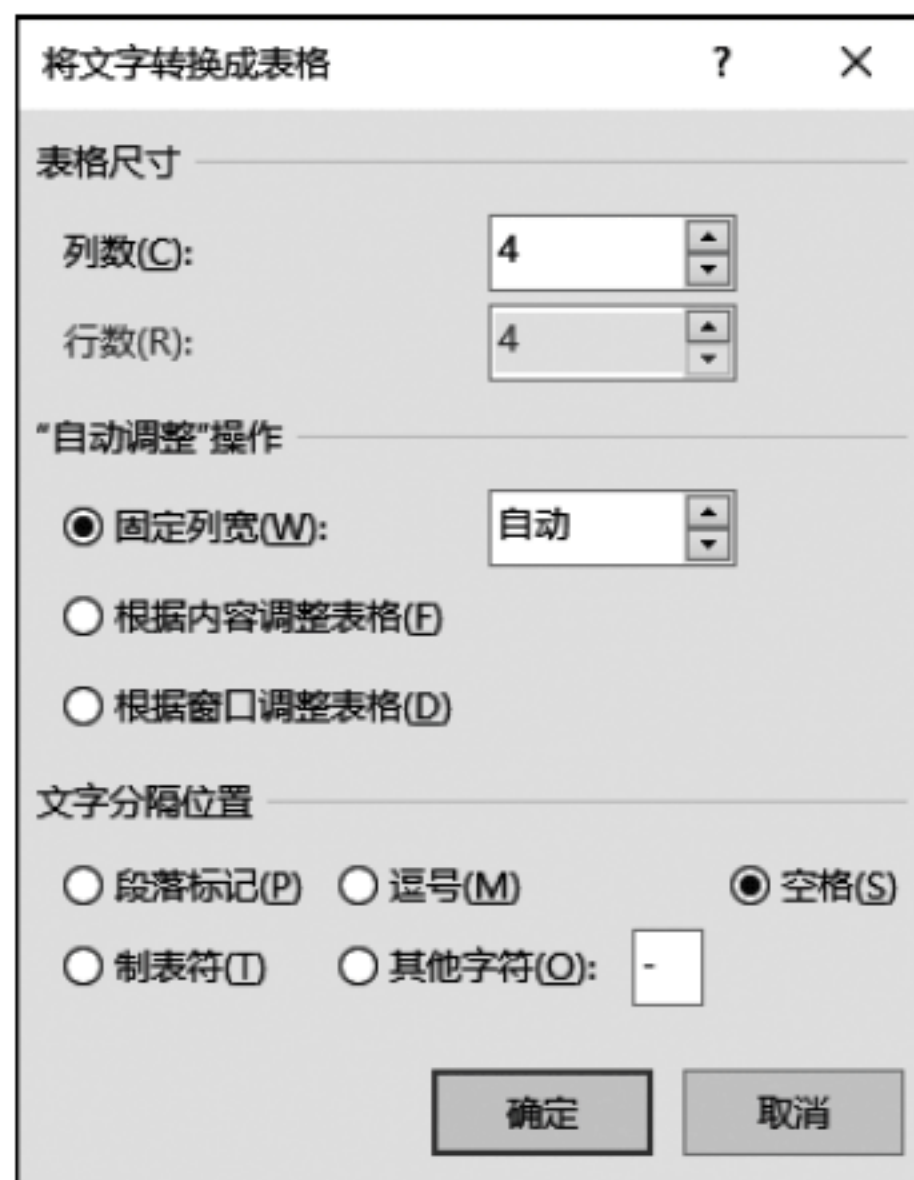 将文字转换成表格 ? ×
表格尺寸
列数(C): 4
行数(R): 4
“自动调整”操作
固定列宽(W): 自动
根据内容调整表格(F)
根据窗口调整表格(D)
文字分隔位置
段落标记(P) 逗号(M) 空格(S)
制表符(T) 其他字符(O): -
确定 取消